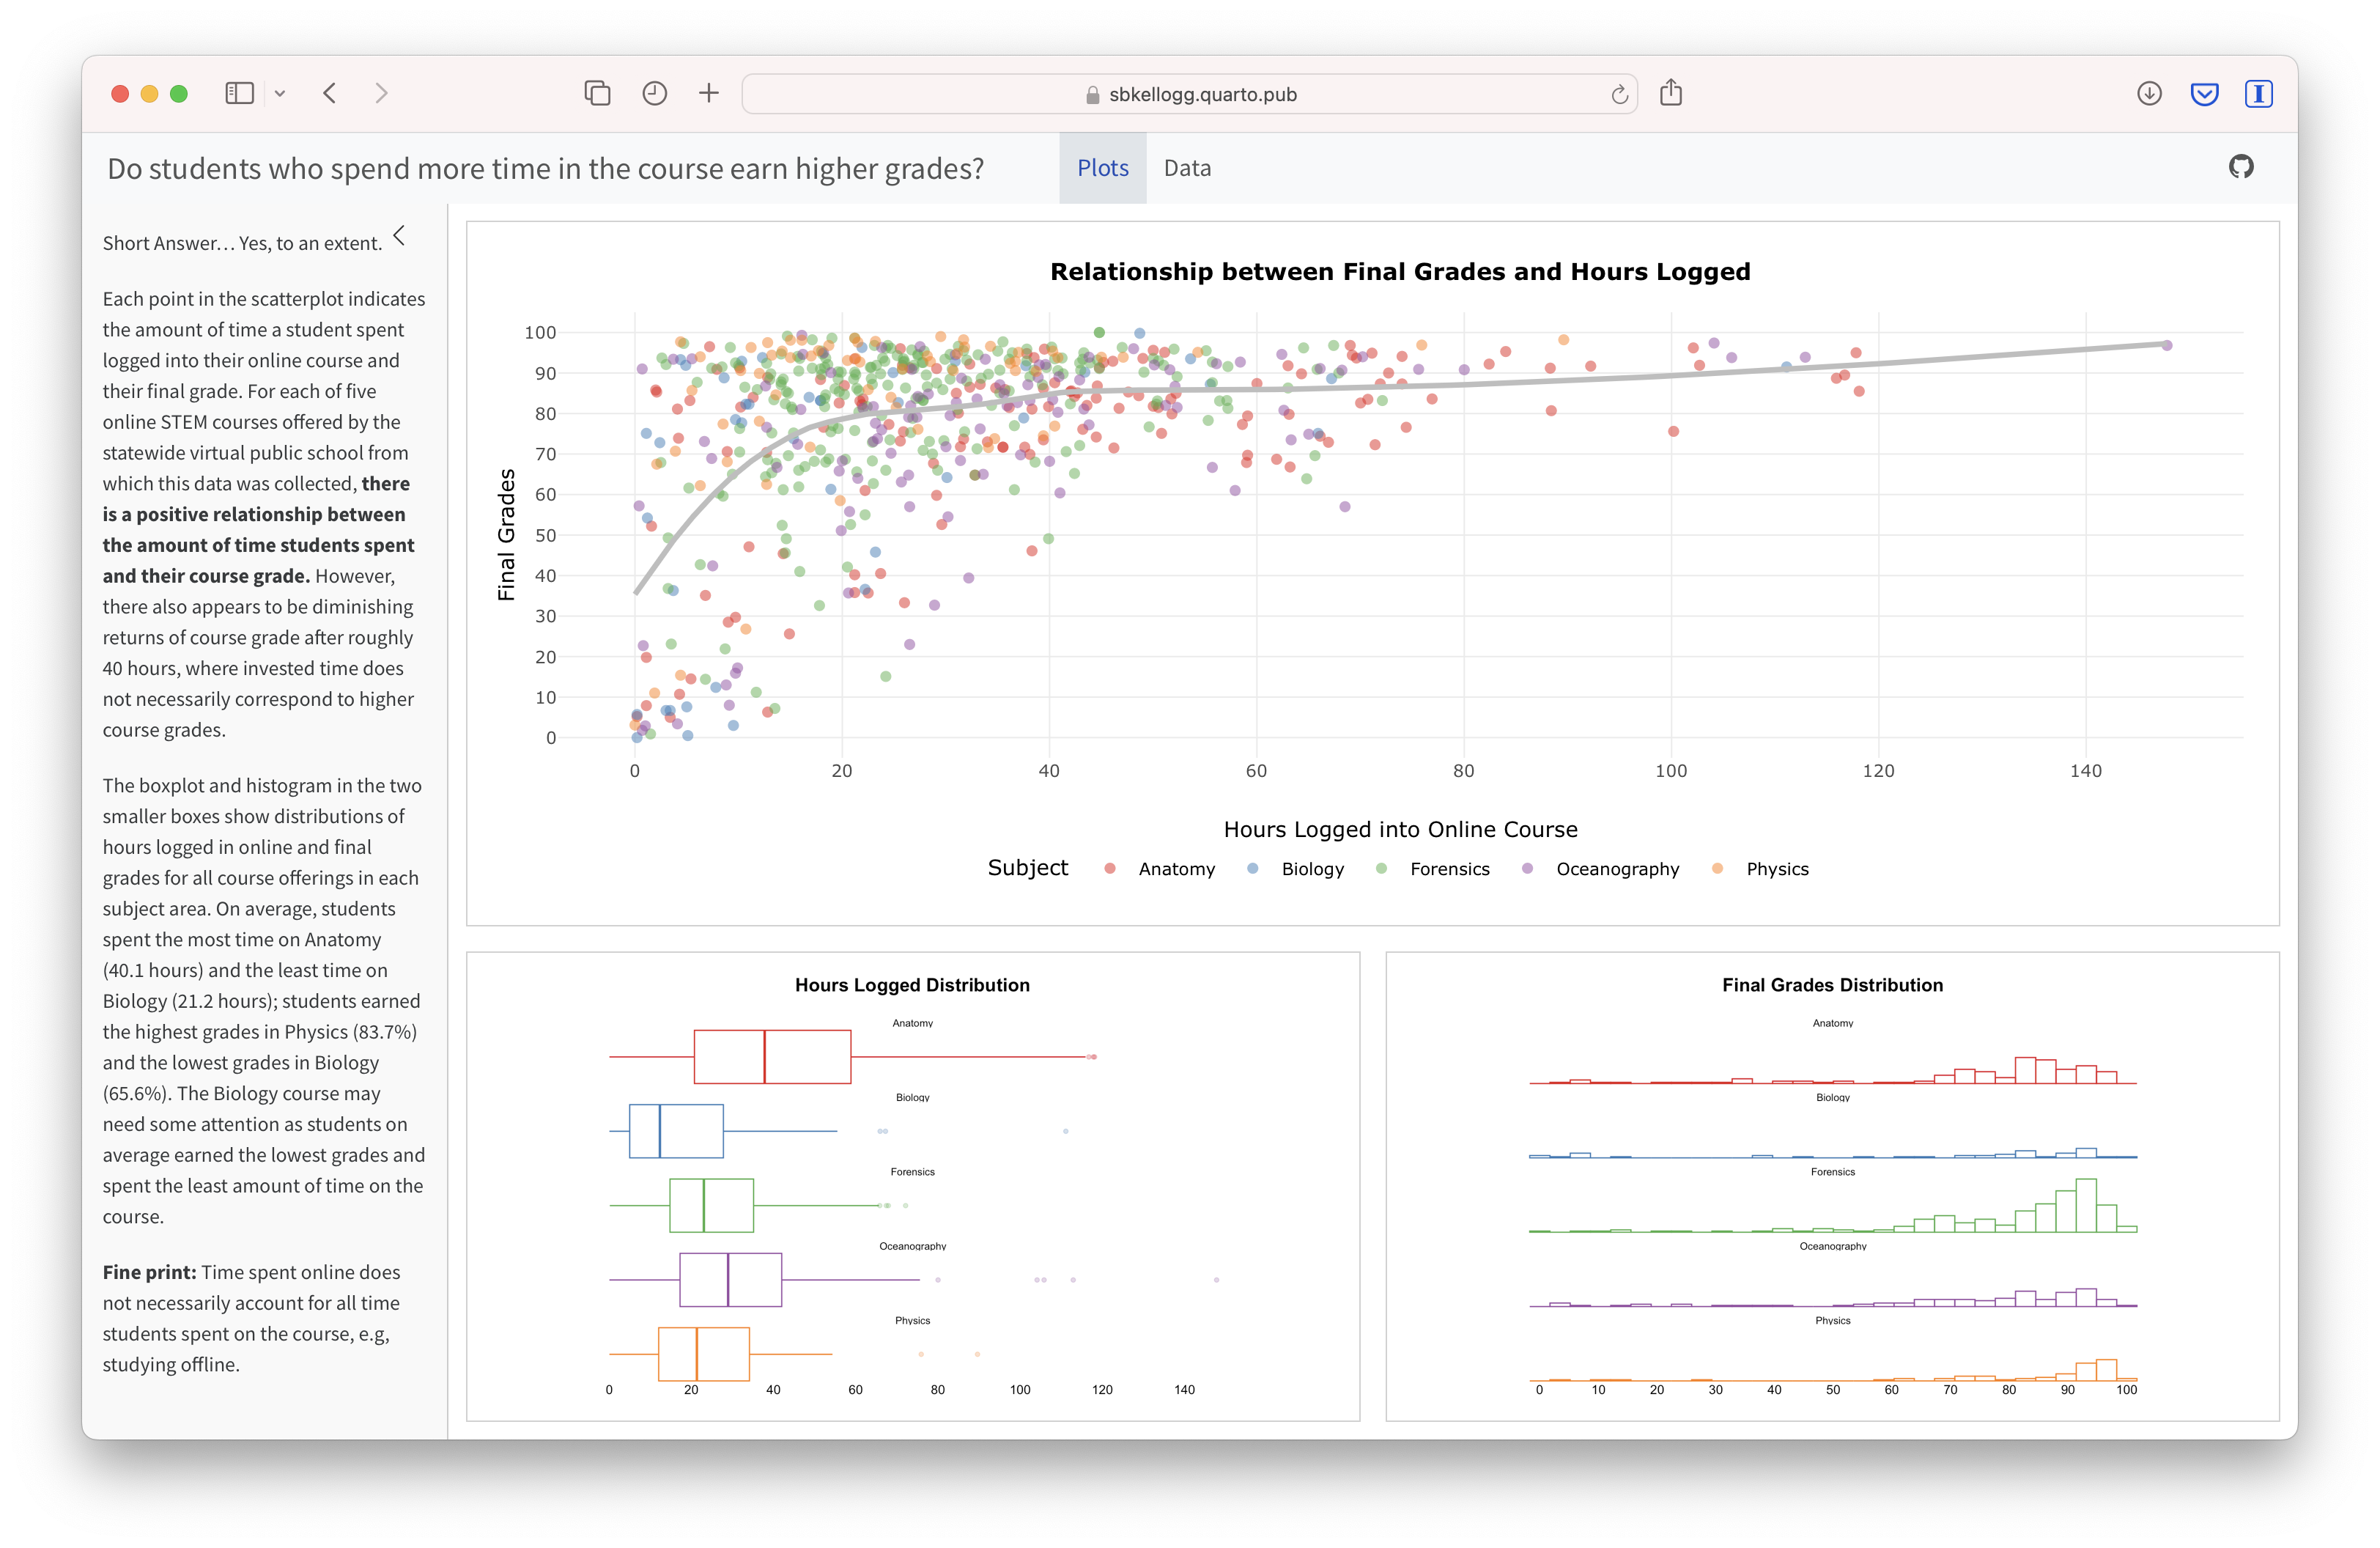 sbkellogg.quarto.pub
Do students who spend more time in the course earn higher grades?
Plots
Data
Short Answer... Yes, to an extent.
Each point in the scatterplot indicates
the amount of time a student spent
logged into their online course and
their final grade. For each of five
online STEM courses offered by the
statewide virtual public school from
which this data was collected, there
is a positive relationship between
the amount of time students spent
and their course grade. However,
there also appears to be diminishing
returns of course grade after roughly
40 hours, where invested time does
not necessarily correspond to higher
course grades.
The boxplot and histogram in the two
smaller boxes show distributions of
hours logged in online and final
grades for all course offerings in each
subject area. On average, students
spent the most time on Anatomy
(40.1 hours) and the least time on
Biology (21.2 hours); students earned
the highest grades in Physics (83.7%)
and the lowest grades in Biology
(65.6%). The Biology course may
need some attention as students on
average earned the lowest grades and
spent the least amount of time on the
course.
Fine print: Time spent online does
not necessarily account for all time
students spent on the course, e.g,
studying offline.
Relationship between Final Grades and Hours Logged
Final Grades
100
90
80
70
60
50
40
30
20
10
0
0 20 40 60 80 100 120 140
Hours Logged into Online Course
Subject Anatomy Biology Forensics Oceanography Physics
Hours Logged Distribution
Anatomy
Biology
Forensics
Oceanography
Physics
0 20 40 60 80 100 120 140
Final Grades Distribution
Anatomy
Biology
Forensics
Oceanography
Physics
0 10 20 30 40 50 60 70 80 90 100